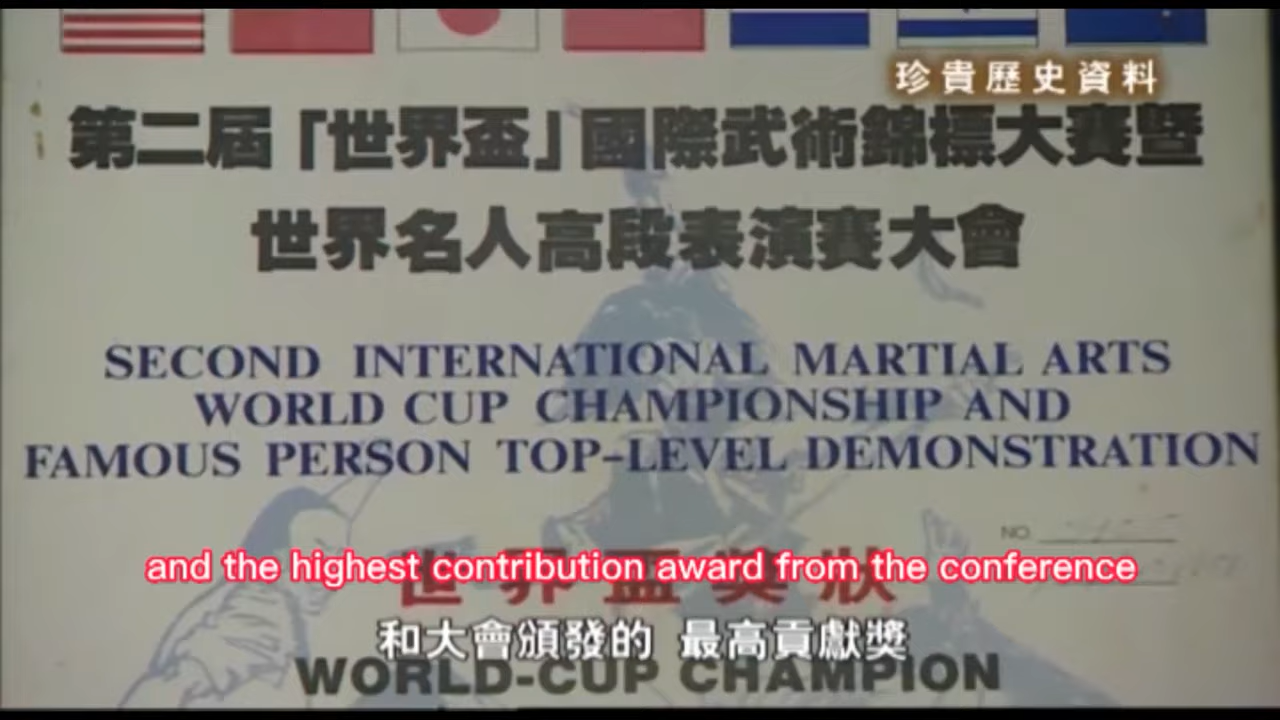 珍貴歷史資料
第二屆「世界盃」國際武術錦標大賽暨
世界名人高段表演賽大會
SECOND INTERNATIONAL MARTIAL ARTS
WORLD CUP CHAMPIONSHIP AND
FAMOUS PERSON TOP-LEVEL DEMONSTRATION
NO
and the highest contribution award from the conference
世界盃獎狀
和大會頒發的 最高貢獻獎
WORLD-CUP CHAMPION